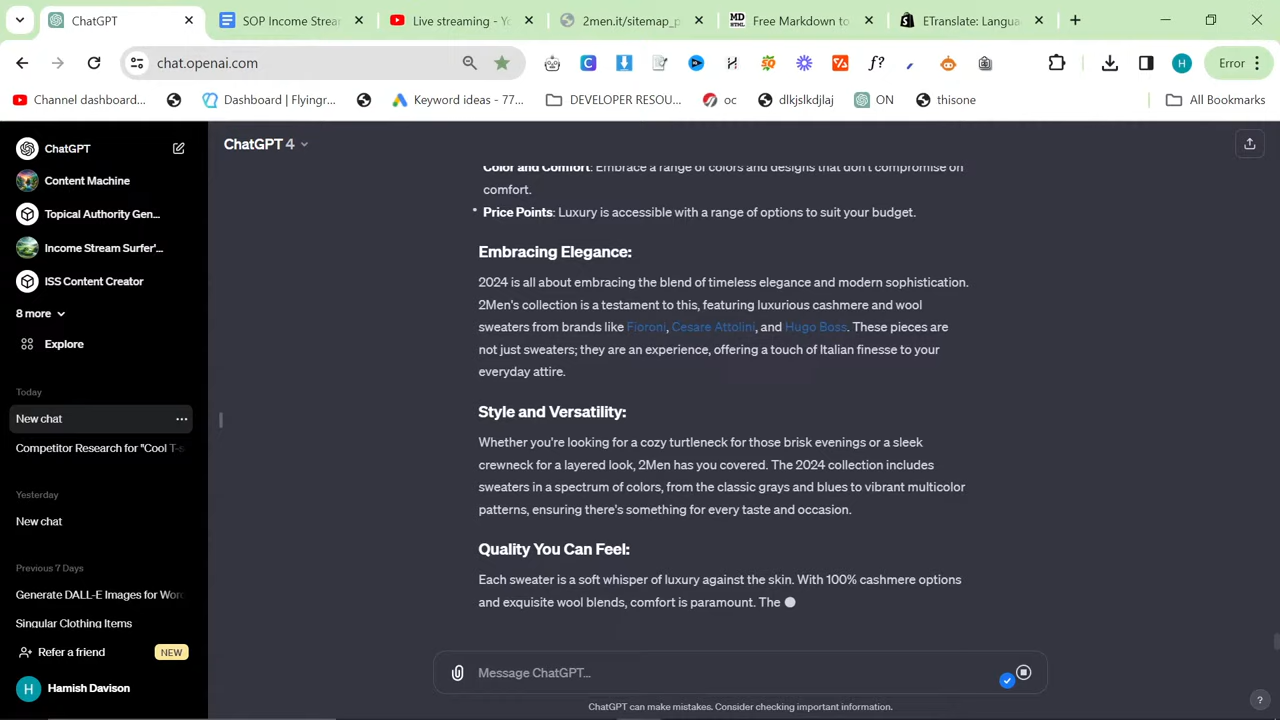 ChatGPT
SOP Income Strean
Live streaming - Yo
2men.it/sitemap_p
Free Markdown to
ETranslate: Langua
chat.openai.com
Error
Channel dashboard...
Dashboard | Flyingr...
Keyword ideas - 77...
DEVELOPER RESOU...
oc
dlkjslkdjlaj
ON
thisone
All Bookmarks
ChatGPT
Content Machine
Topical Authority Gen...
Income Stream Surfer'...
ISS Content Creator
8 more
Explore
Today
New chat
Competitor Research for "Cool T-s
Yesterday
New chat
Previous 7 Days
Generate DALL-E Images for Word
Singular Clothing Items
Refer a friend
NEW
H
Hamish Davison
ChatGPT 4
Color and Comfort: Embrace a range of colors and designs that don't compromise on
comfort.
Price Points: Luxury is accessible with a range of options to suit your budget.
Embracing Elegance:
2024 is all about embracing the blend of timeless elegance and modern sophistication.
2Men's collection is a testament to this, featuring luxurious cashmere and wool
sweaters from brands like Fioroni, Cesare Attolini, and Hugo Boss. These pieces are
not just sweaters; they are an experience, offering a touch of Italian finesse to your
everyday attire.
Style and Versatility:
Whether you're looking for a cozy turtleneck for those brisk evenings or a sleek
crewneck for a layered look, 2Men has you covered. The 2024 collection includes
sweaters in a spectrum of colors, from the classic grays and blues to vibrant multicolor
patterns, ensuring there's something for every taste and occasion.
Quality You Can Feel:
Each sweater is a soft whisper of luxury against the skin. With 100% cashmere options
and exquisite wool blends, comfort is paramount. The
Message ChatGPT...
ChatGPT can make mistakes. Consider checking important information.
?